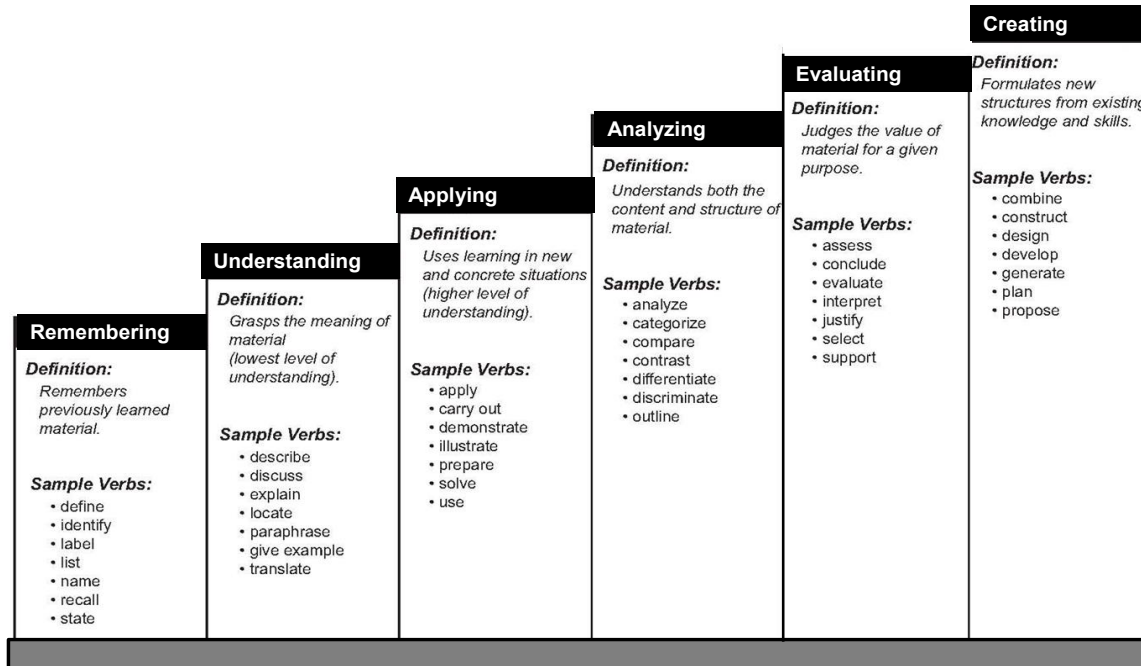 Remembering
Definition:
Remembers
previously learned
material.
Sample Verbs:
• define
• identify
• label
• list
• name
• recall
• state
Understanding
Definition:
Grasps the meaning of
material
(lowest level of
understanding).
Sample Verbs:
• describe
• discuss
• explain
• locate
• paraphrase
• give example
• translate
Applying
Definition:
Uses learning in new
and concrete situations
(higher level of
understanding).
Sample Verbs:
• apply
• carry out
• demonstrate
• illustrate
• prepare
• solve
• use
Analyzing
Definition:
Understands both the
content and structure of
material.
Sample Verbs:
• analyze
• categorize
• compare
• contrast
• differentiate
• discriminate
• outline
Evaluating
Definition:
Judges the value of
material for a given
purpose.
Sample Verbs:
• assess
• conclude
• evaluate
• interpret
• justify
• select
• support
Creating
Definition:
Formulates new
structures from existing
knowledge and skills.
Sample Verbs:
• combine
• construct
• design
• develop
• generate
• plan
• propose